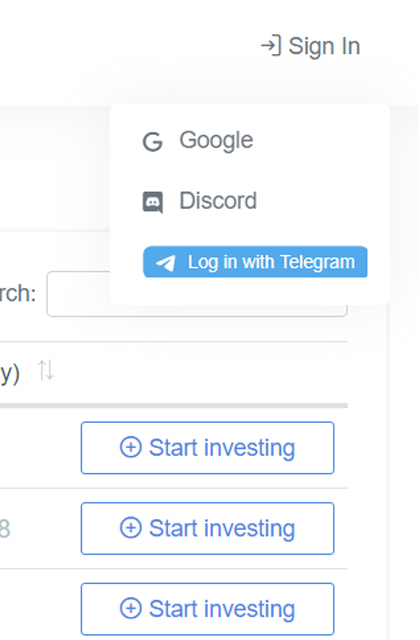 Sign In
Google
Discord
Log in with Telegram
rch:
y)
Start investing
8
Start investing
Start investing